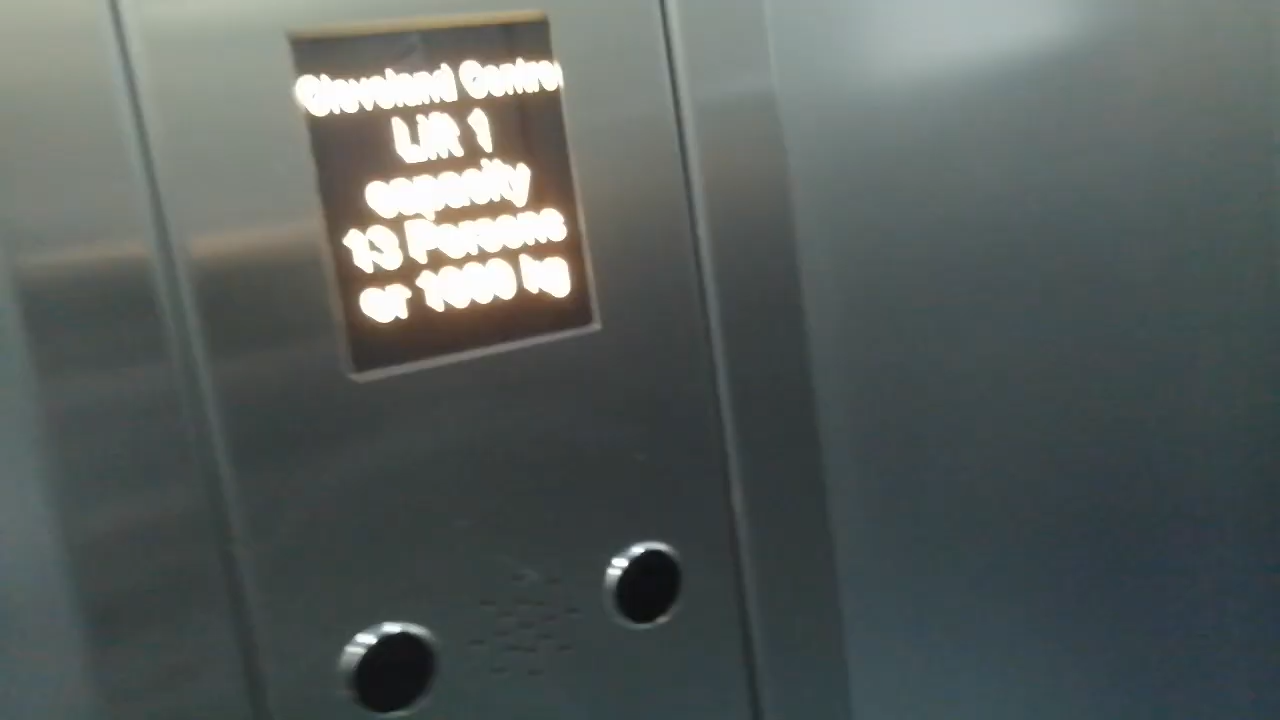 Cleveland Centre
Lift 1
capacity
13 Persons
or 1000 kg